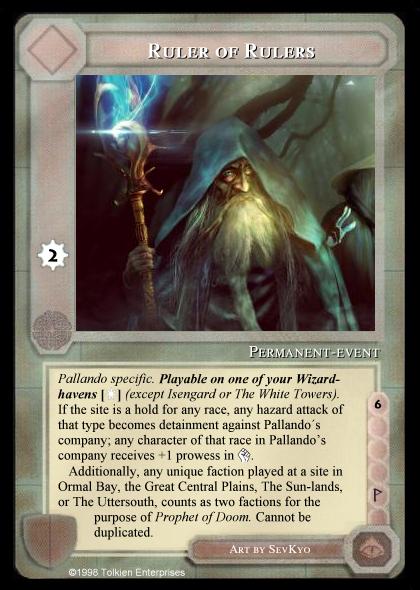 RULER OF RULERS
2
PERMANENT-EVENT
Pallando specific. Playable on one of your Wizard-
havens [ ] (except Isengard or The White Towers).
If the site is a hold for any race, any hazard attack of
that type becomes detainment against Pallando´s
company; any character of that race in Pallando's
company receives +1 prowess in .
Additionally, any unique faction played at a site in
Ormal Bay, the Great Central Plains, The Sun-lands,
or The Uttersouth, counts as two factions for the
purpose of Prophet of Doom. Cannot be
duplicated.
6
ᚹ
ART BY SEVKYO
©1998 Tolkien Enterprises